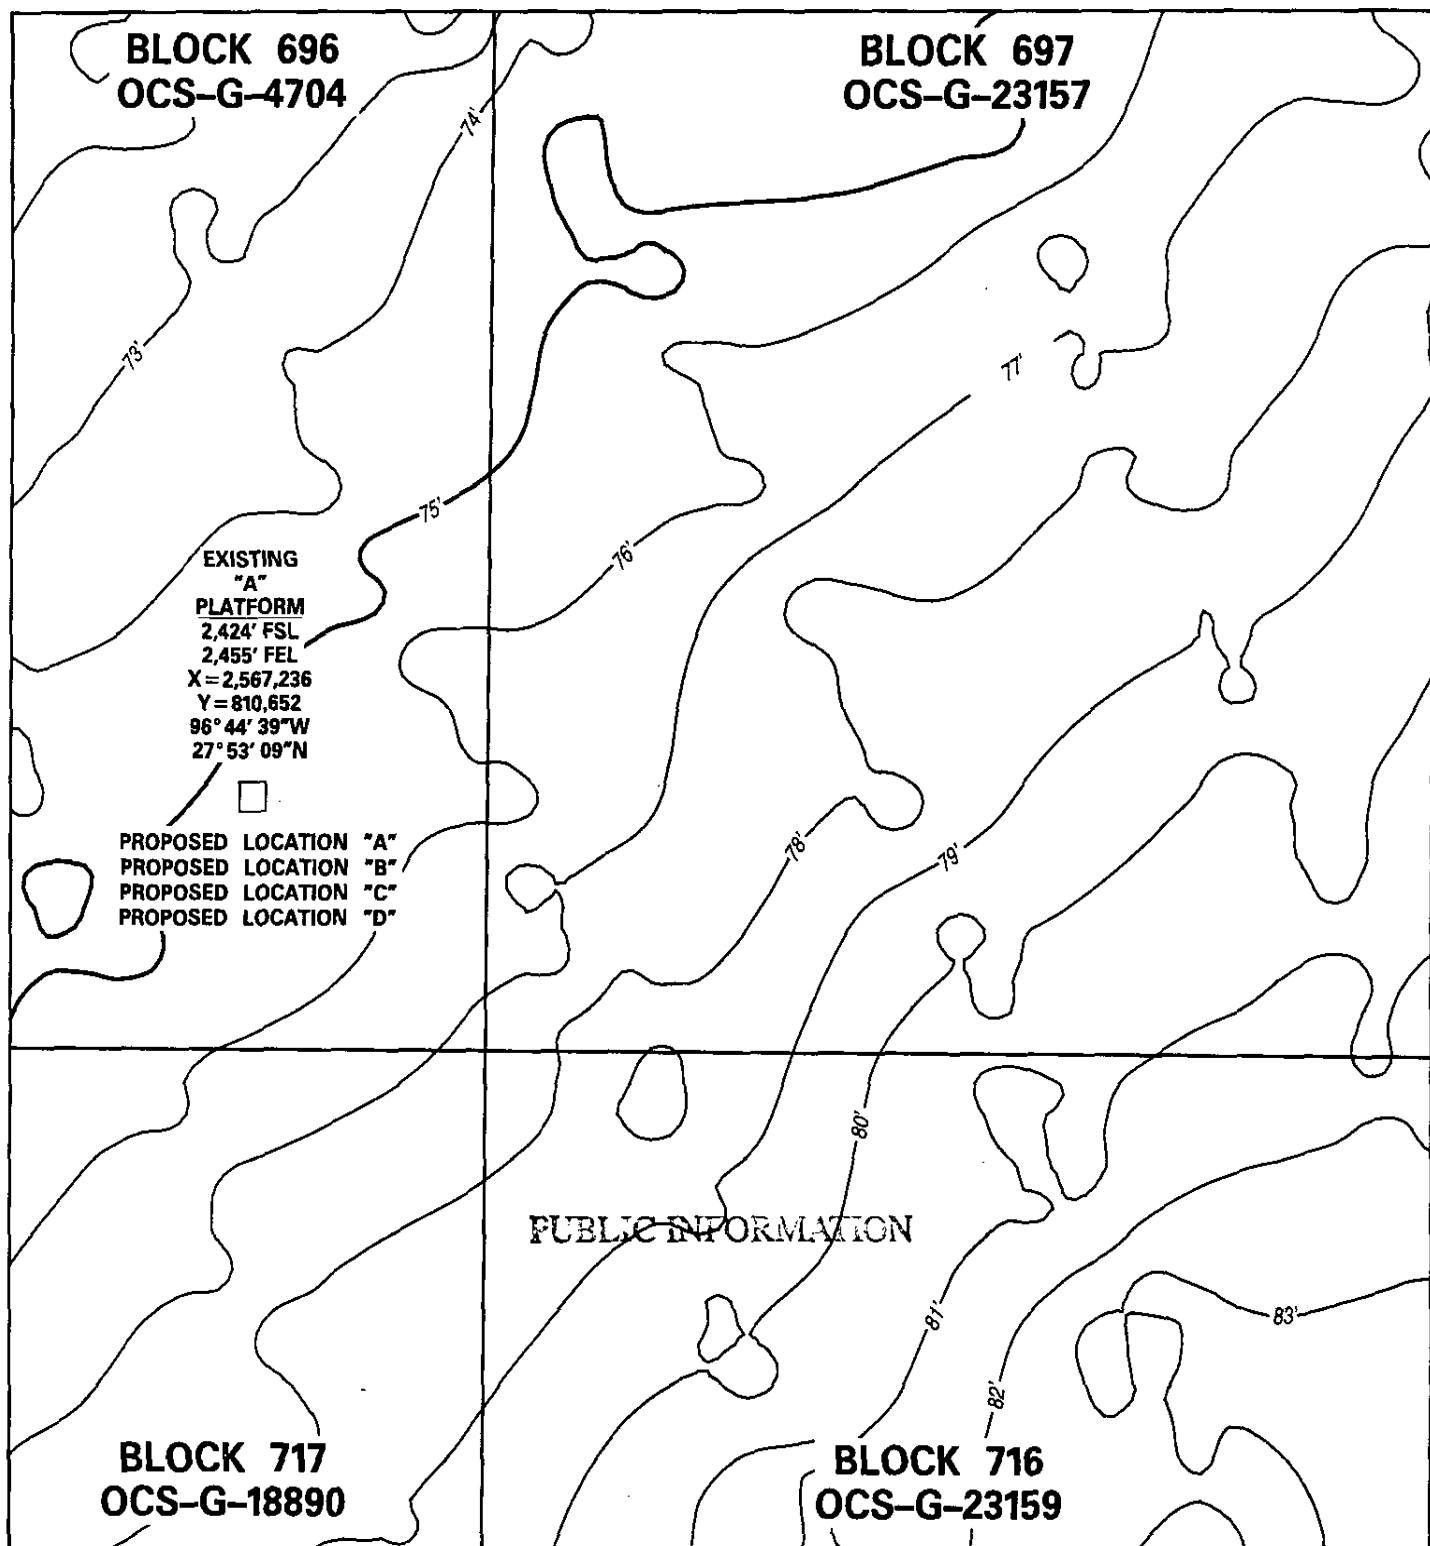 BLOCK 696
OCS-G-4704
BLOCK 697
OCS-G-23157
74'
73'
77'
75'
76'
EXISTING
"A"
PLATFORM
2,424' FSL
2,455' FEL
X=2,567,236
Y=810,652
96° 44' 39"W
27° 53' 09"N
PROPOSED LOCATION "A"
PROPOSED LOCATION "B"
PROPOSED LOCATION "C"
PROPOSED LOCATION "D"
78'
79'
80'
PUBLIC INFORMATION
81'
83'
82'
BLOCK 717
OCS-G-18890
BLOCK 716
OCS-G-23159